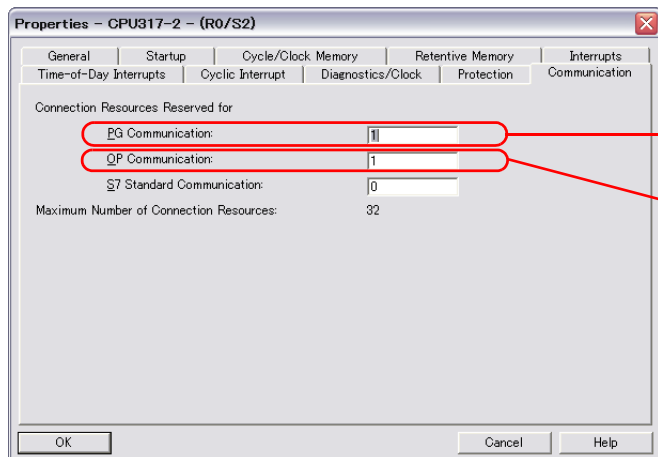 Properties - CPU317-2 - (R0/S2)
General Startup Cycle/Clock Memory Retentive Memory Interrupts
Time-of-Day Interrupts Cyclic Interrupt Diagnostics/Clock Protection Communication
Connection Resources Reserved for
PG Communication: 1
OP Communication: 1
S7 Standard Communication: 0
Maximum Number of Connection Resources: 32
OK Cancel Help